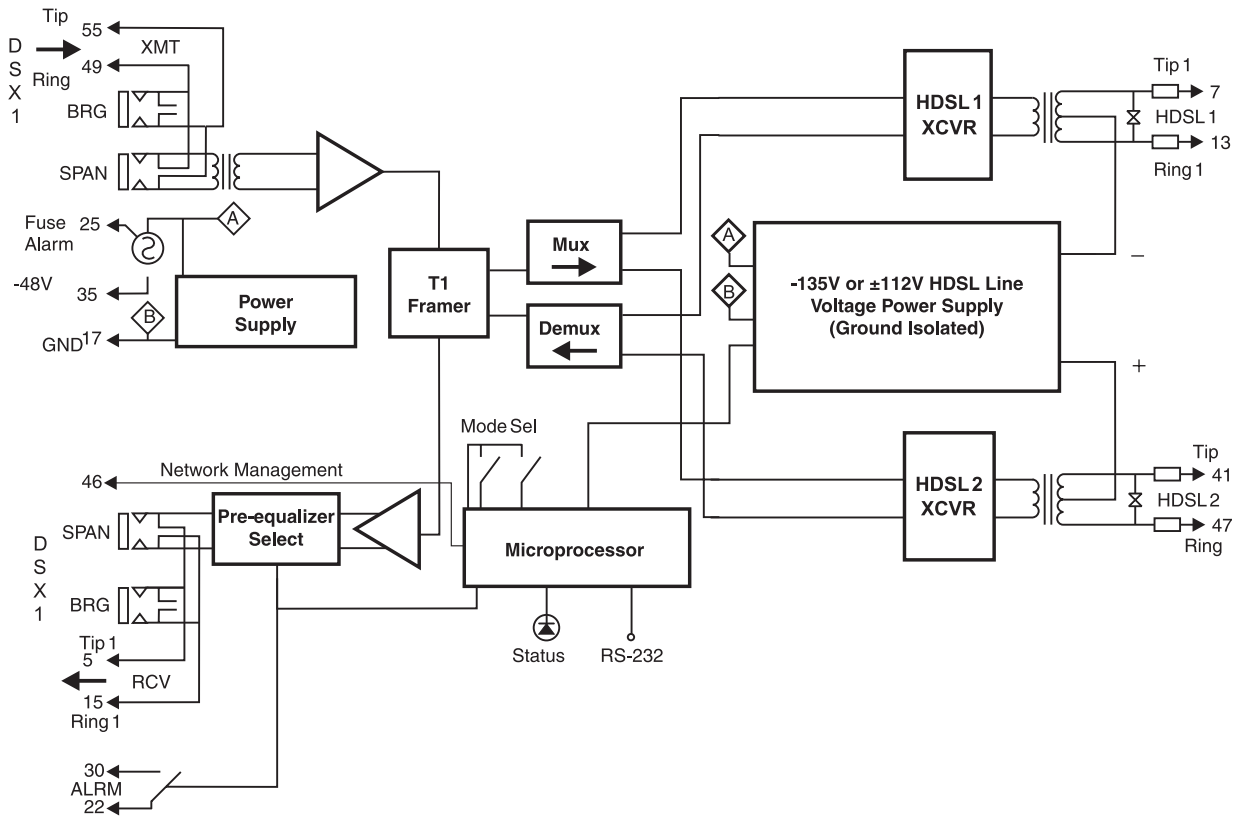 Tip
55
XMT
D
S
X
1
49
Ring
BRG
SPAN
Fuse
Alarm
25
A
-48V
35
B
GND
17
Power
Supply
T1
Framer
Mux
Demux
HDSL 1
XCVR
Tip 1
7
HDSL 1
13
Ring 1
A
B
-135V or ±112V HDSL Line
Voltage Power Supply
(Ground Isolated)
–
+
HDSL 2
XCVR
Tip
41
HDSL 2
47
Ring
Mode Sel
Network Management
46
SPAN
Pre-equalizer
Select
Microprocessor
D
S
X
1
BRG
Status
RS-232
Tip 1
5
RCV
15
Ring 1
30
ALRM
22